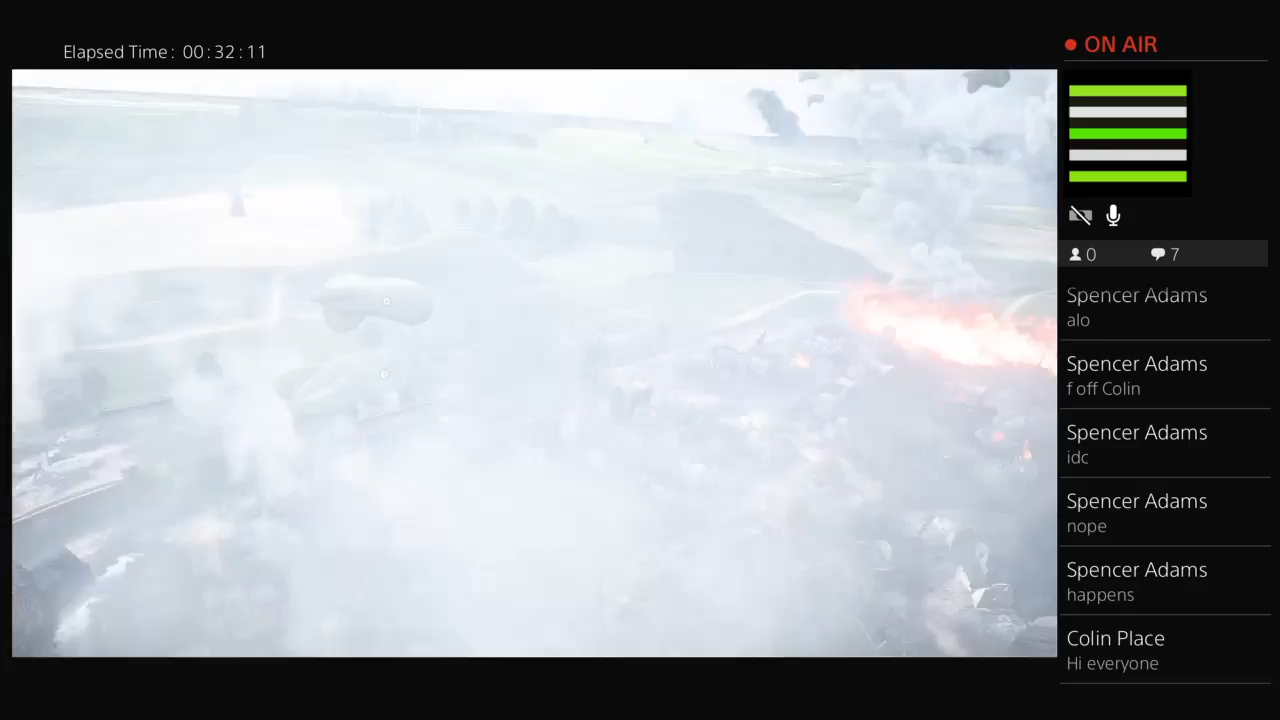 Elapsed Time: 00:32:11
ON AIR
0 7
Spencer Adams
alo
Spencer Adams
f off Colin
Spencer Adams
idc
Spencer Adams
nope
Spencer Adams
happens
Colin Place
Hi everyone